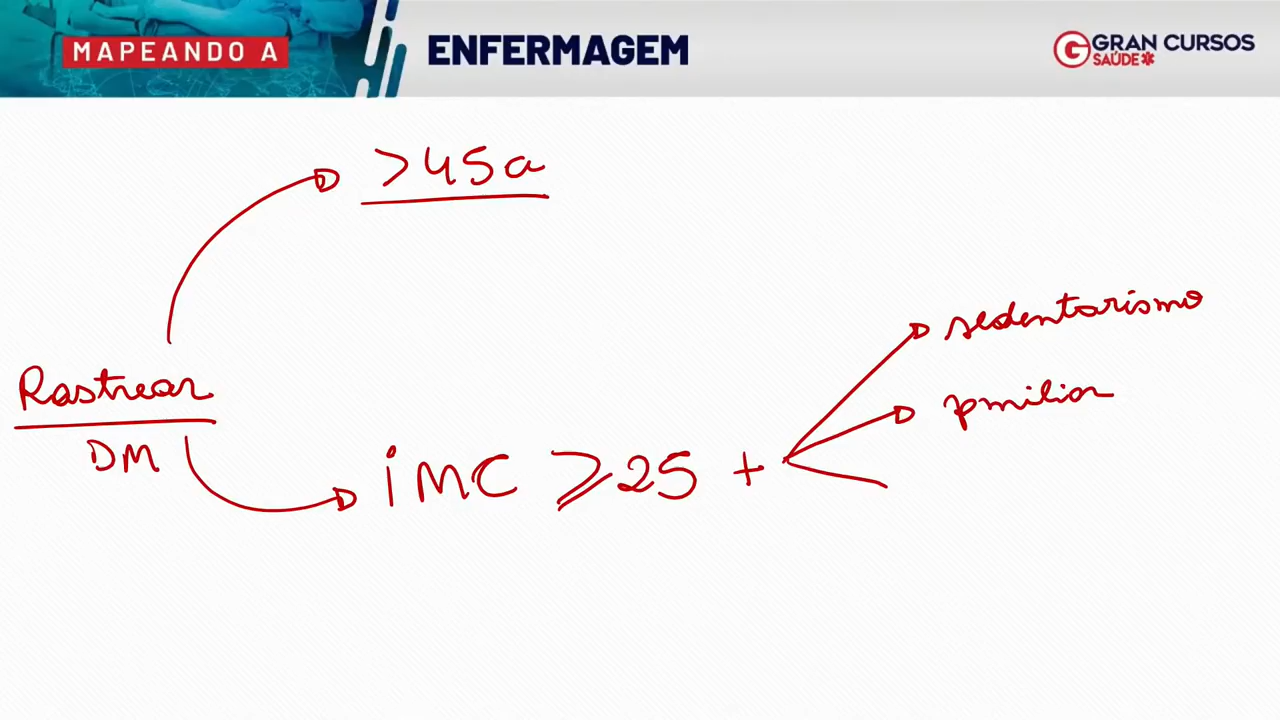 MAPEANDO A
ENFERMAGEM
GRAN CURSOS
SAÚDE
>45a
Rastrear
DM
iMC ⩾25 +
sedentarismo